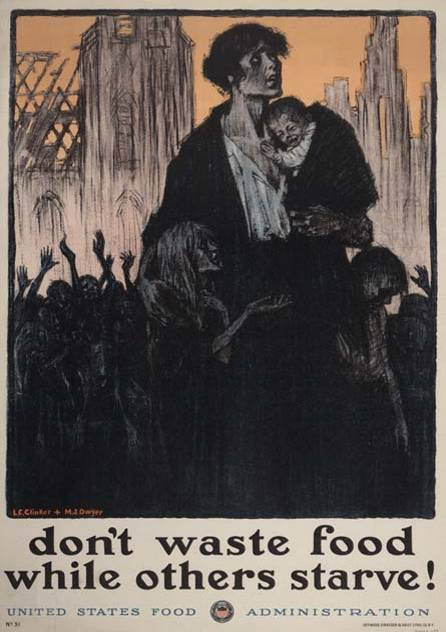 L.C.Clinker + M.J.Dwyer
don't waste food
while others starve!
UNITED STATES FOOD ADMINISTRATION
No 31